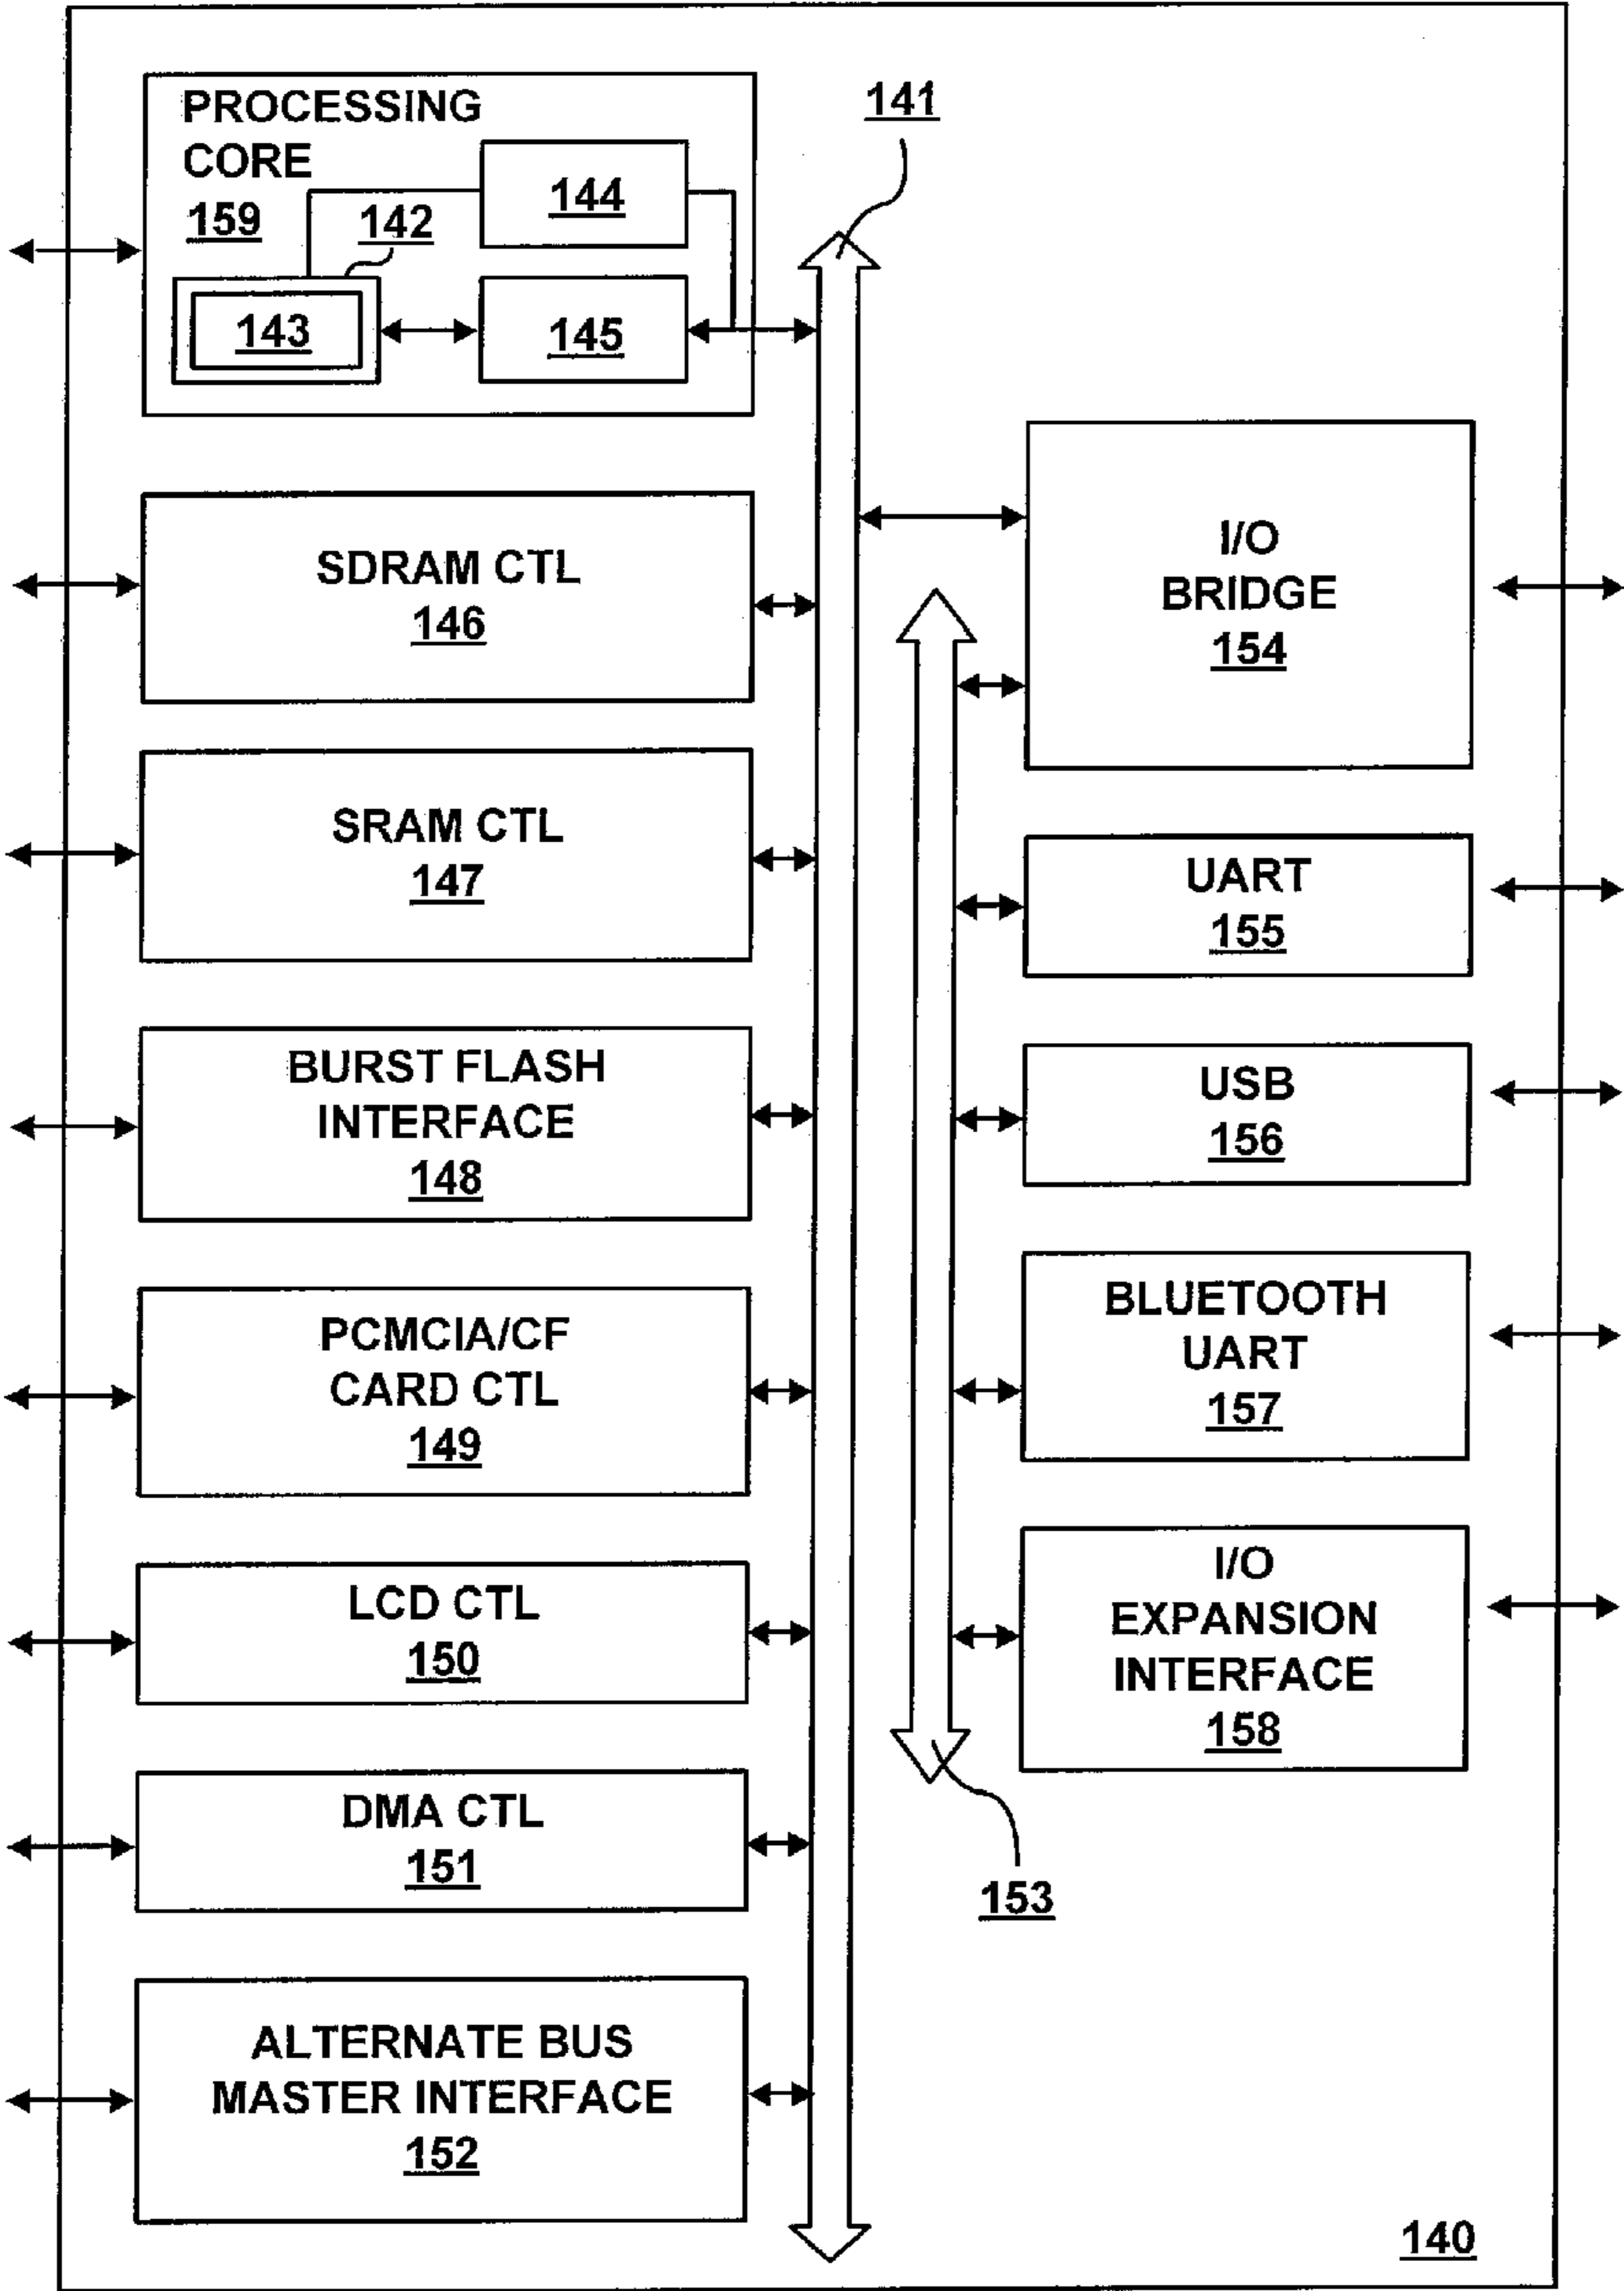 PROCESSING
CORE
159
142
144
143
145
141
SDRAM CTL
146
SRAM CTL
147
BURST FLASH
INTERFACE
148
PCMCIA/CF
CARD CTL
149
LCD CTL
150
DMA CTL
151
ALTERNATE BUS
MASTER INTERFACE
152
I/O
BRIDGE
154
UART
155
USB
156
BLUETOOTH
UART
157
I/O
EXPANSION
INTERFACE
158
153
140